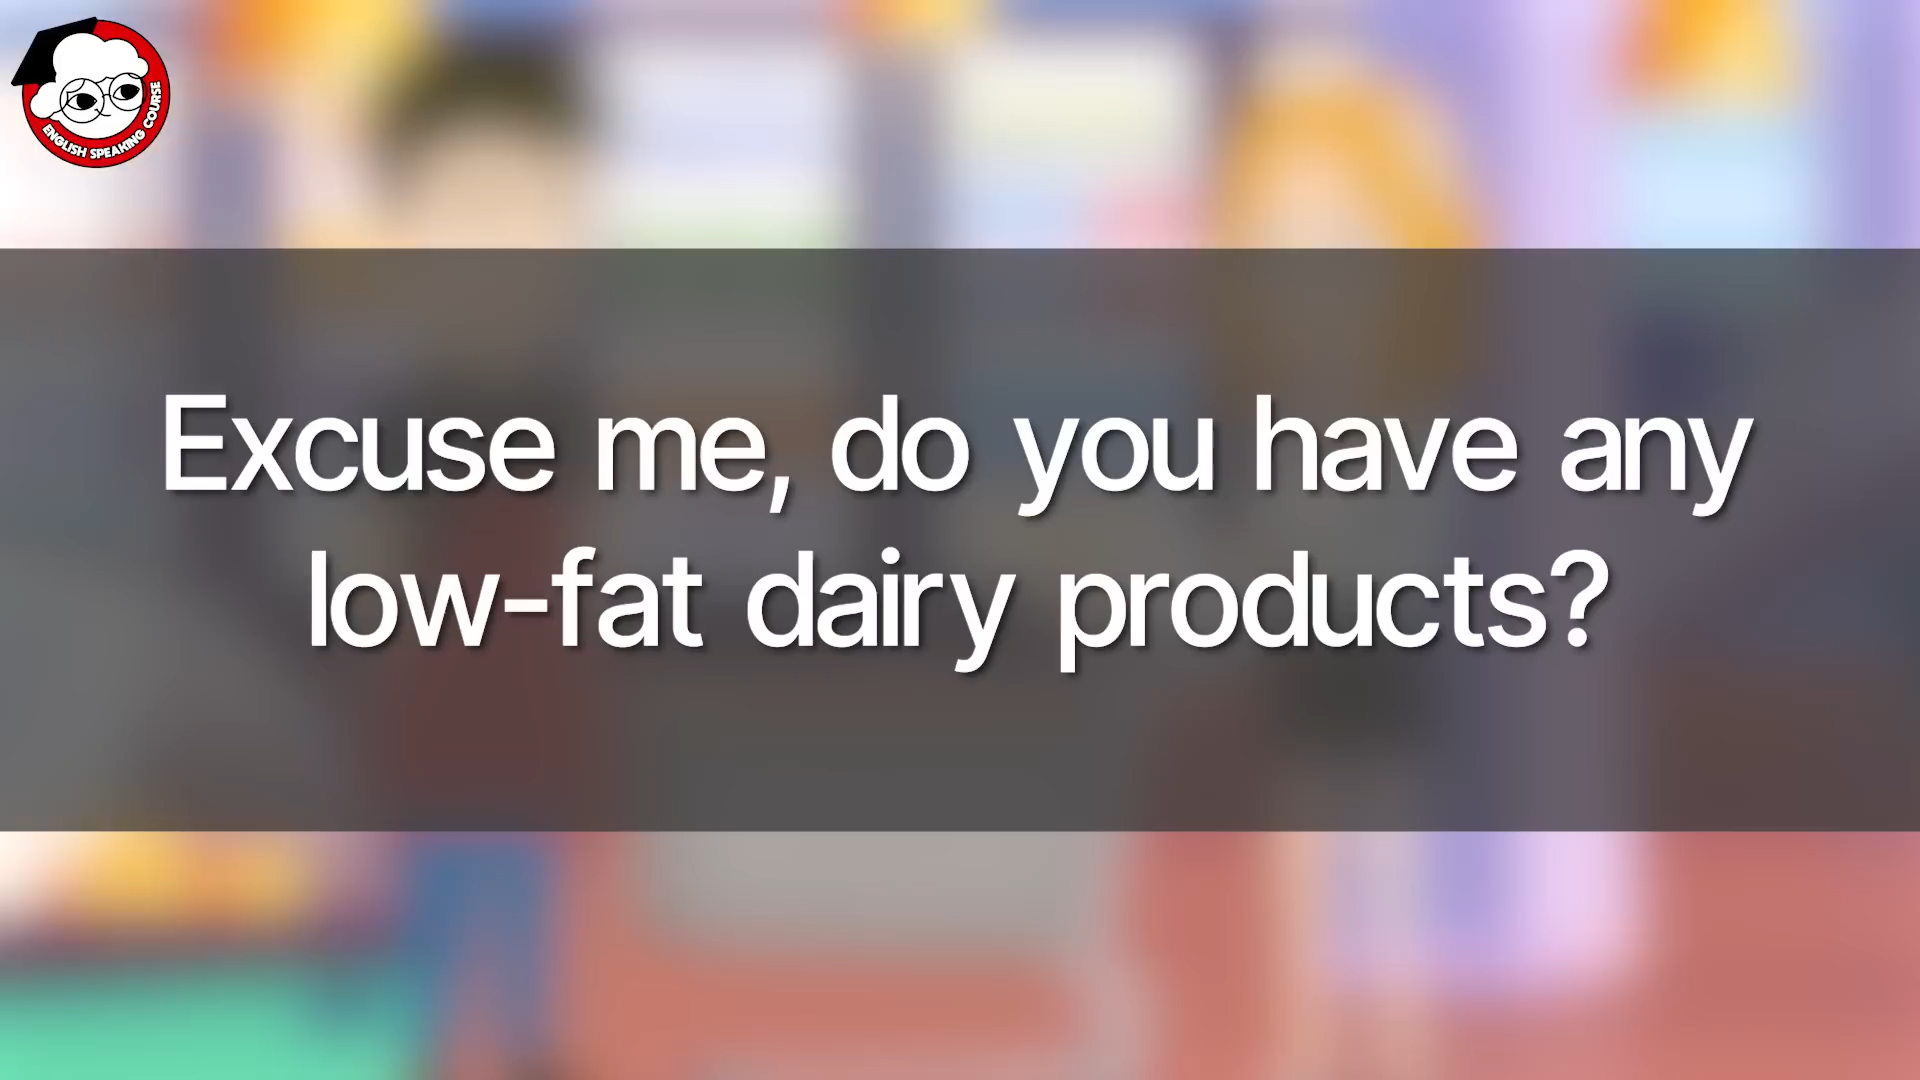 ENGLISH SPEAKING COURSE
Excuse me, do you have any
low-fat dairy products?